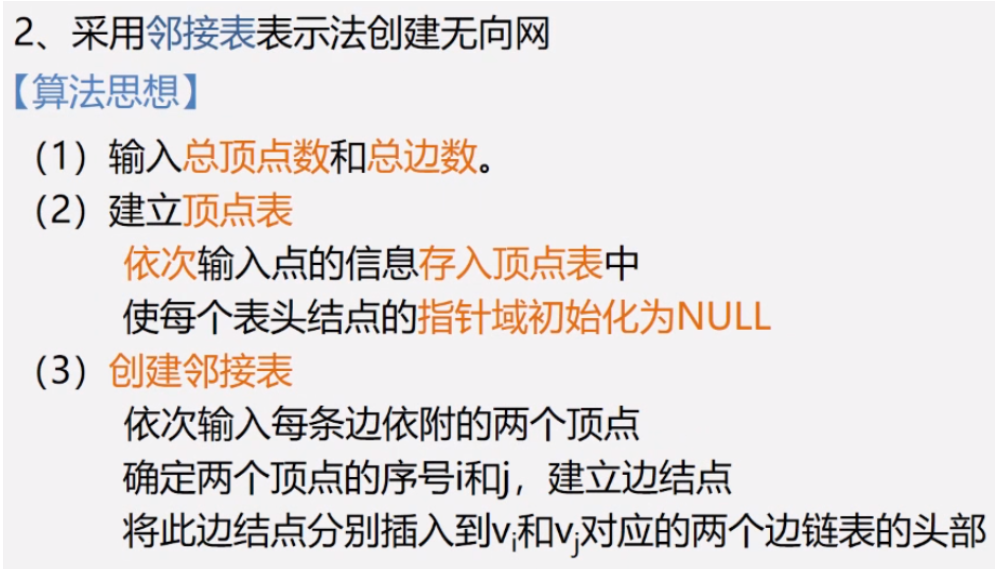 2、采用邻接表表示法创建无向网
【算法思想】
（1）输入总顶点数和总边数。
（2）建立顶点表
依次输入点的信息存入顶点表中
使每个表头结点的指针域初始化为NULL
（3）创建邻接表
依次输入每条边依附的两个顶点
确定两个顶点的序号i和j，建立边结点
将此边结点分别插入到vi和vj对应的两个边链表的头部